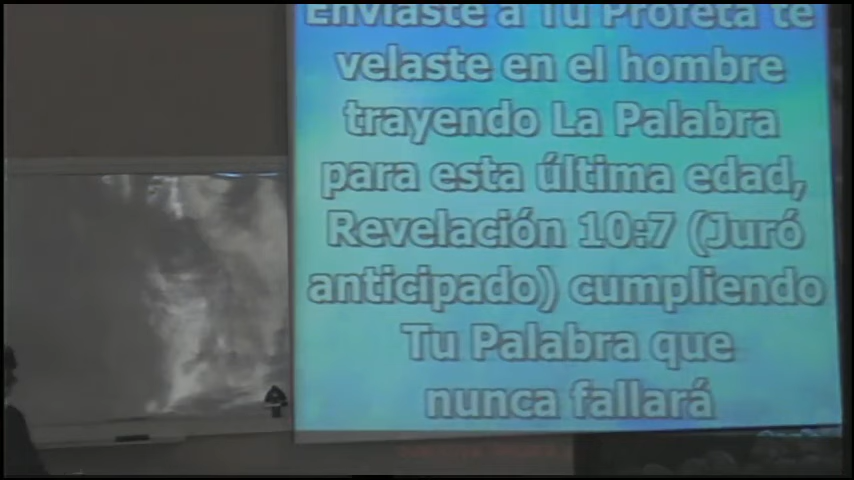 Enviaste a Tu Profeta te
velaste en el hombre
trayendo La Palabra
para esta última edad,
Revelación 10:7 (Juró
anticipado) cumpliendo
Tu Palabra que
nunca fallará